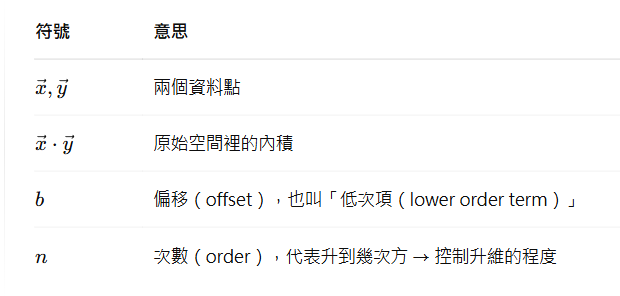 符號 意思
x⃗, y⃗ 兩個資料點
x⃗ · y⃗ 原始空間裡的內積
b 偏移（offset），也叫「低次項（lower order term）」
n 次數（order），代表升到幾次方 → 控制升維的程度